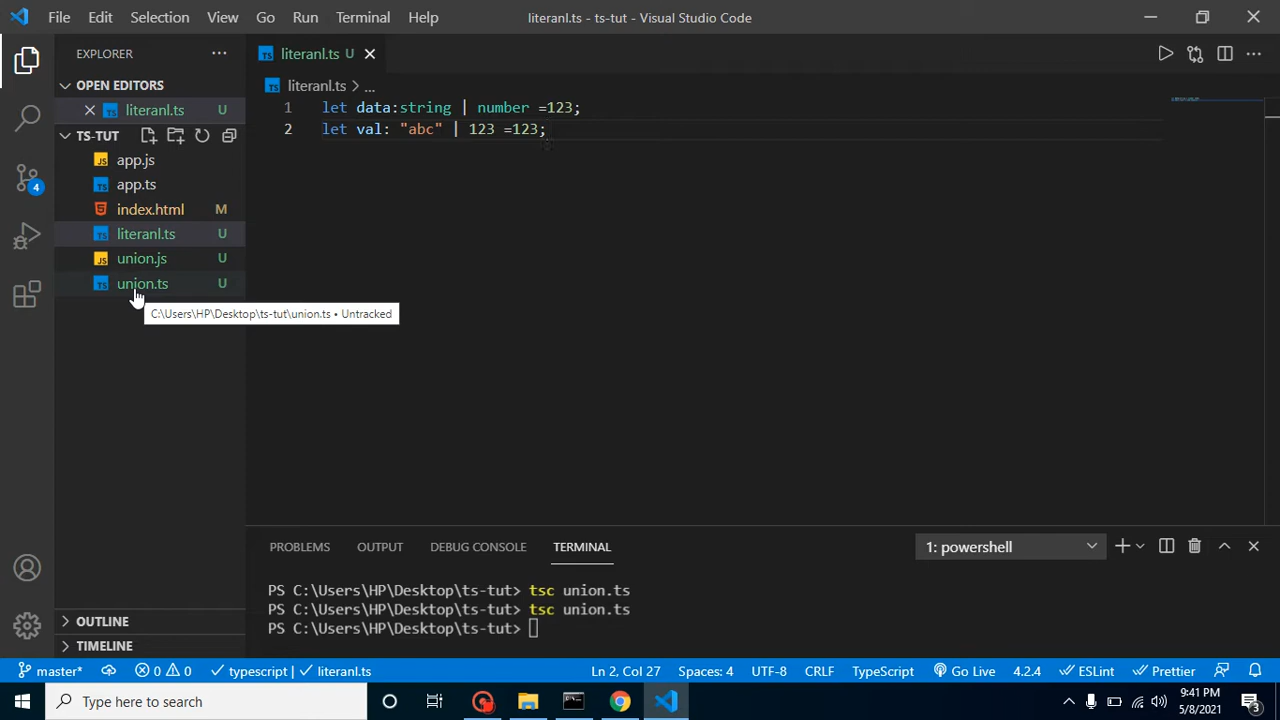 File Edit Selection View Go Run Terminal Help literanl.ts - ts-tut - Visual Studio Code
EXPLORER
OPEN EDITORS
literanl.ts U
TS-TUT
app.js
app.ts
index.html M
literanl.ts U
union.js U
union.ts U
C:\Users\HP\Desktop\ts-tut\union.ts • Untracked
OUTLINE
TIMELINE
4
TS literanl.ts U
TS literanl.ts > ...
1 let data:string | number =123;
2 let val: "abc" | 123 =123;
PROBLEMS OUTPUT DEBUG CONSOLE TERMINAL 1: powershell
PS C:\Users\HP\Desktop\ts-tut> tsc union.ts
PS C:\Users\HP\Desktop\ts-tut> tsc union.ts
PS C:\Users\HP\Desktop\ts-tut>
master* 0 0 typescript | literanl.ts Ln 2, Col 27 Spaces: 4 UTF-8 CRLF TypeScript Go Live 4.2.4 ESLint Prettier
Type here to search 9:41 PM
5/8/2021 3